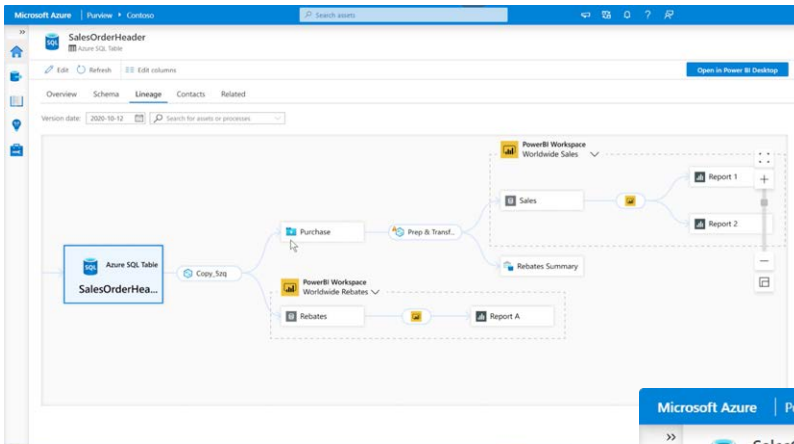 Microsoft Azure | Purview ▸ Contoso
Search assets
SalesOrderHeader
Azure SQL Table
Edit Refresh Edit columns
Open in Power BI Desktop
Overview Schema Lineage Contacts Related
Version date: 2020-10-12 Search for assets or processes
PowerBI Workspace
Worldwide Sales
Report 1
Sales
Purchase
Prep & Transf..
Report 2
SQL
Azure SQL Table
SalesOrderHea...
Copy_5zq
Rebates Summary
PowerBI Workspace
Worldwide Rebates
Rebates
Report A
Microsoft Azure